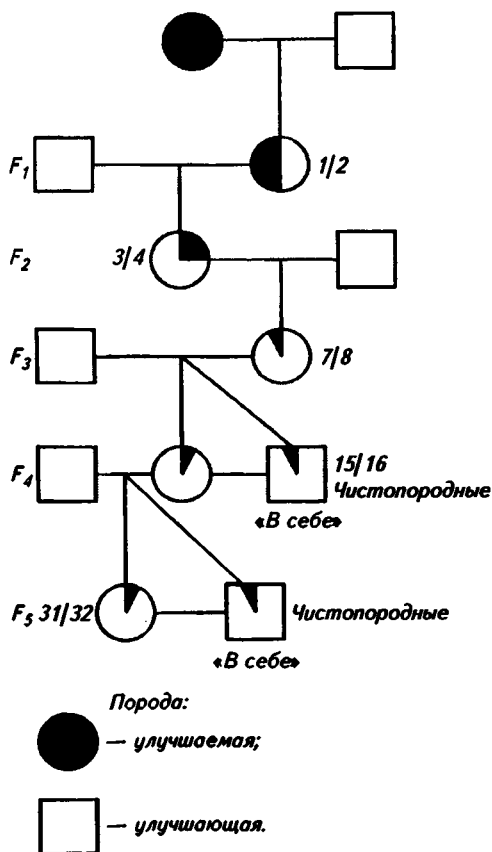 F1 1/2
F2 3/4
F3 7/8
F4 15/16
Чистопородные
«В себе»
F5 31/32 Чистопородные
«В себе»
Порода:
— улучшаемая;
— улучшающая.